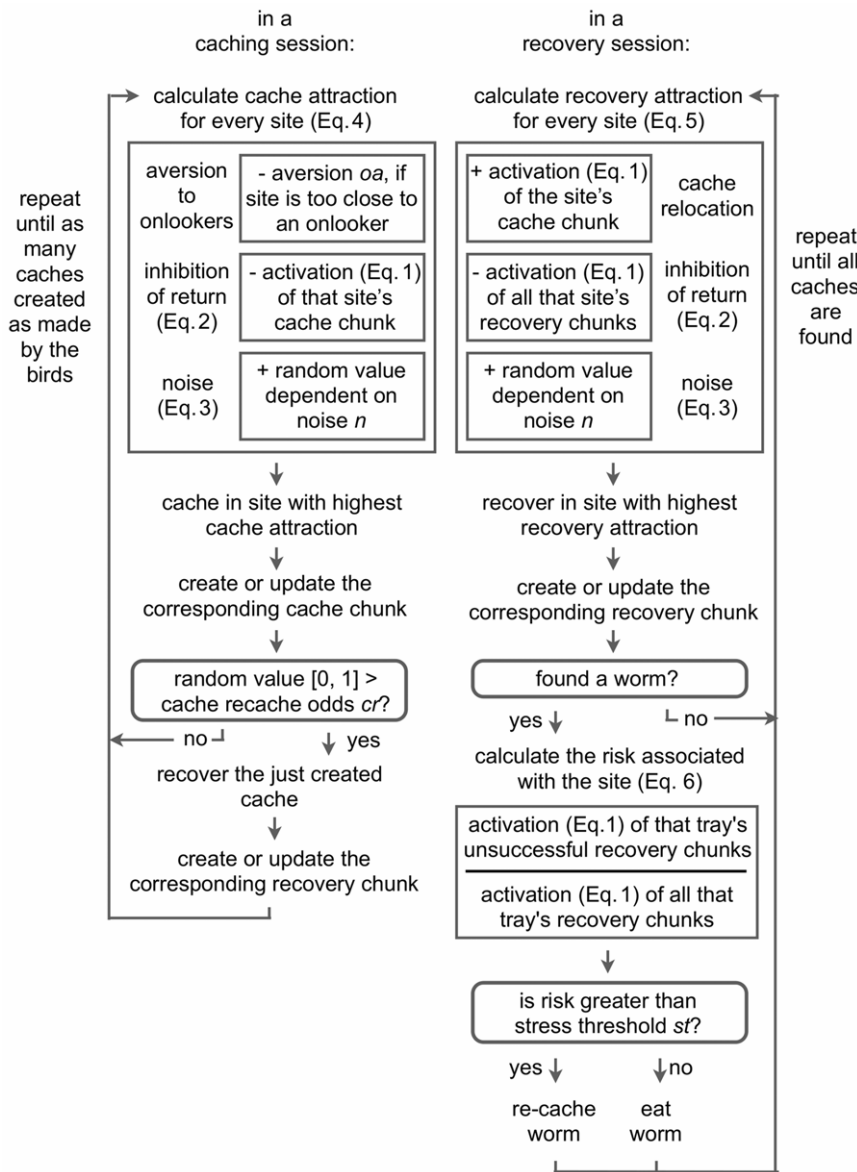 in a
caching session:
calculate cache attraction
for every site (Eq. 4)
repeat
until as
many
caches
created
as made
by the
birds
aversion
to
onlookers
- aversion oa, if
site is too close to
an onlooker
inhibition
of return
(Eq. 2)
- activation (Eq. 1)
of that site's
cache chunk
noise
(Eq. 3)
+ random value
dependent on
noise n
cache in site with highest
cache attraction
create or update the
corresponding cache chunk
random value [0, 1] >
cache recache odds cr?
no
yes
recover the just created
cache
create or update the
corresponding recovery chunk
in a
recovery session:
calculate recovery attraction
for every site (Eq. 5)
+ activation (Eq. 1)
of the site's
cache chunk
cache
relocation
- activation (Eq. 1)
of all that site's
recovery chunks
inhibition
of return
(Eq. 2)
+ random value
dependent on
noise n
noise
(Eq. 3)
repeat
until all
caches
are
found
recover in site with highest
recovery attraction
create or update the
corresponding recovery chunk
found a worm?
yes
no
calculate the risk associated
with the site (Eq. 6)
activation (Eq.1) of that tray's
unsuccessful recovery chunks
activation (Eq. 1) of all that
tray's recovery chunks
is risk greater than
stress threshold st?
yes
no
re-cache
worm
eat
worm